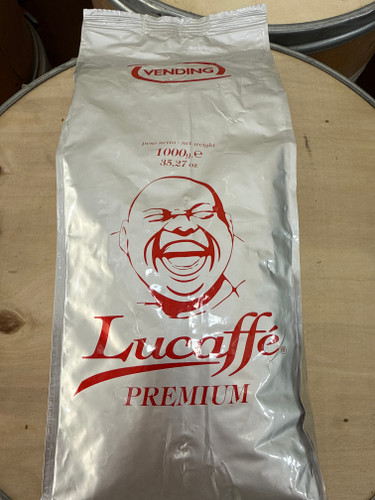 VENDING
peso netto - net weight
1000g ℮
35,27 oz
Lucaffé®
PREMIUM